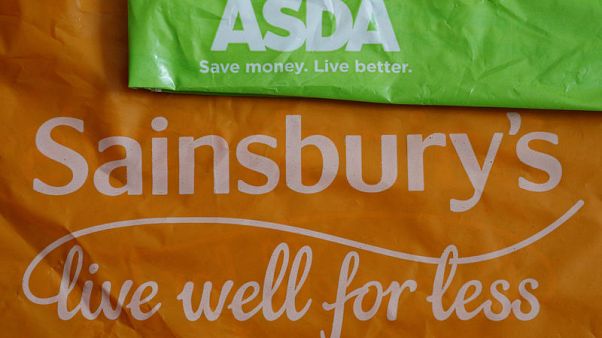 ASDA
Save money. Live better.
Sainsbury's
live well for less